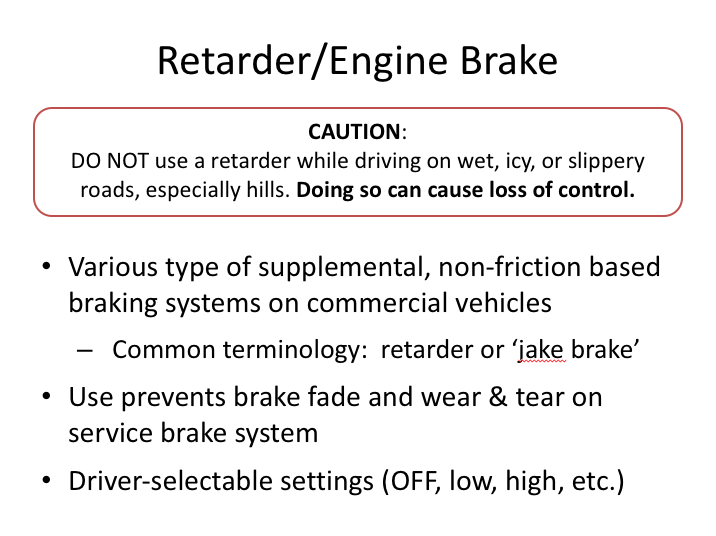 Retarder/Engine Brake
CAUTION:
DO NOT use a retarder while driving on wet, icy, or slippery
roads, especially hills. Doing so can cause loss of control.
• Various type of supplemental, non-friction based
braking systems on commercial vehicles
– Common terminology:  retarder or ‘jake brake’
• Use prevents brake fade and wear & tear on
service brake system
• Driver-selectable settings (OFF, low, high, etc.)